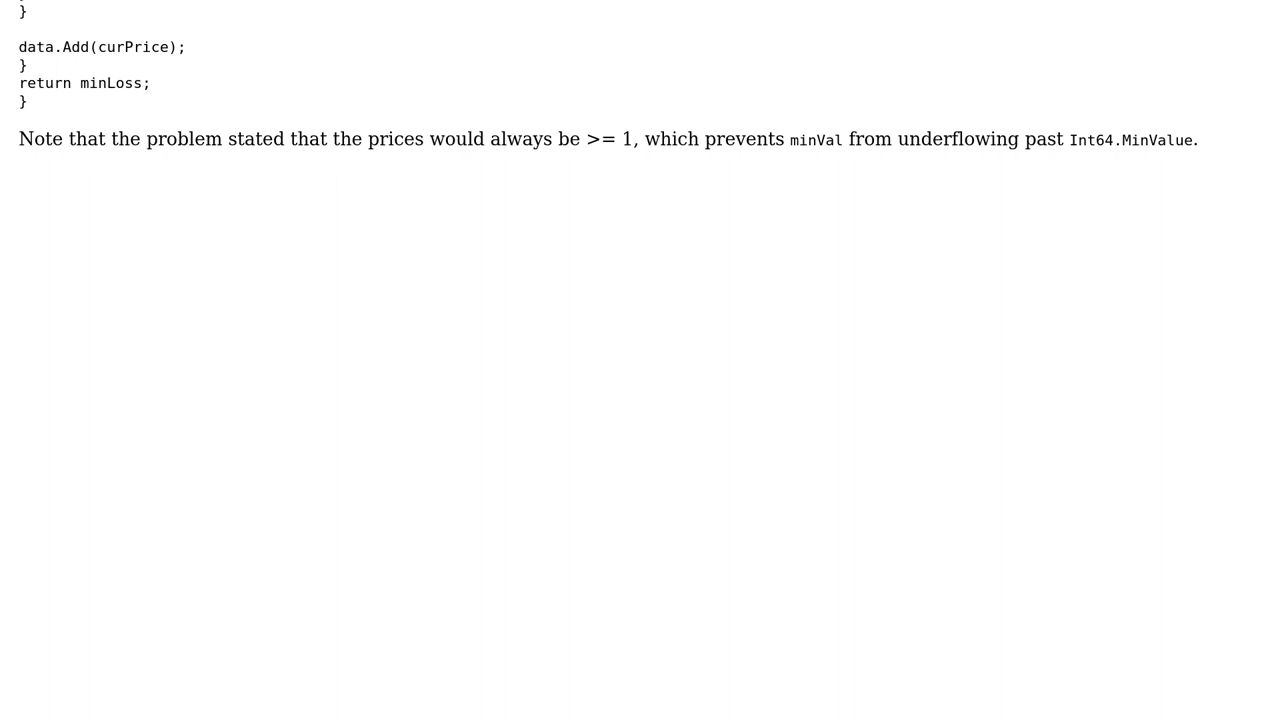 }
data.Add(curPrice);
}
return minLoss;
}
Note that the problem stated that the prices would always be >= 1, which prevents minVal from underflowing past Int64.MinValue.